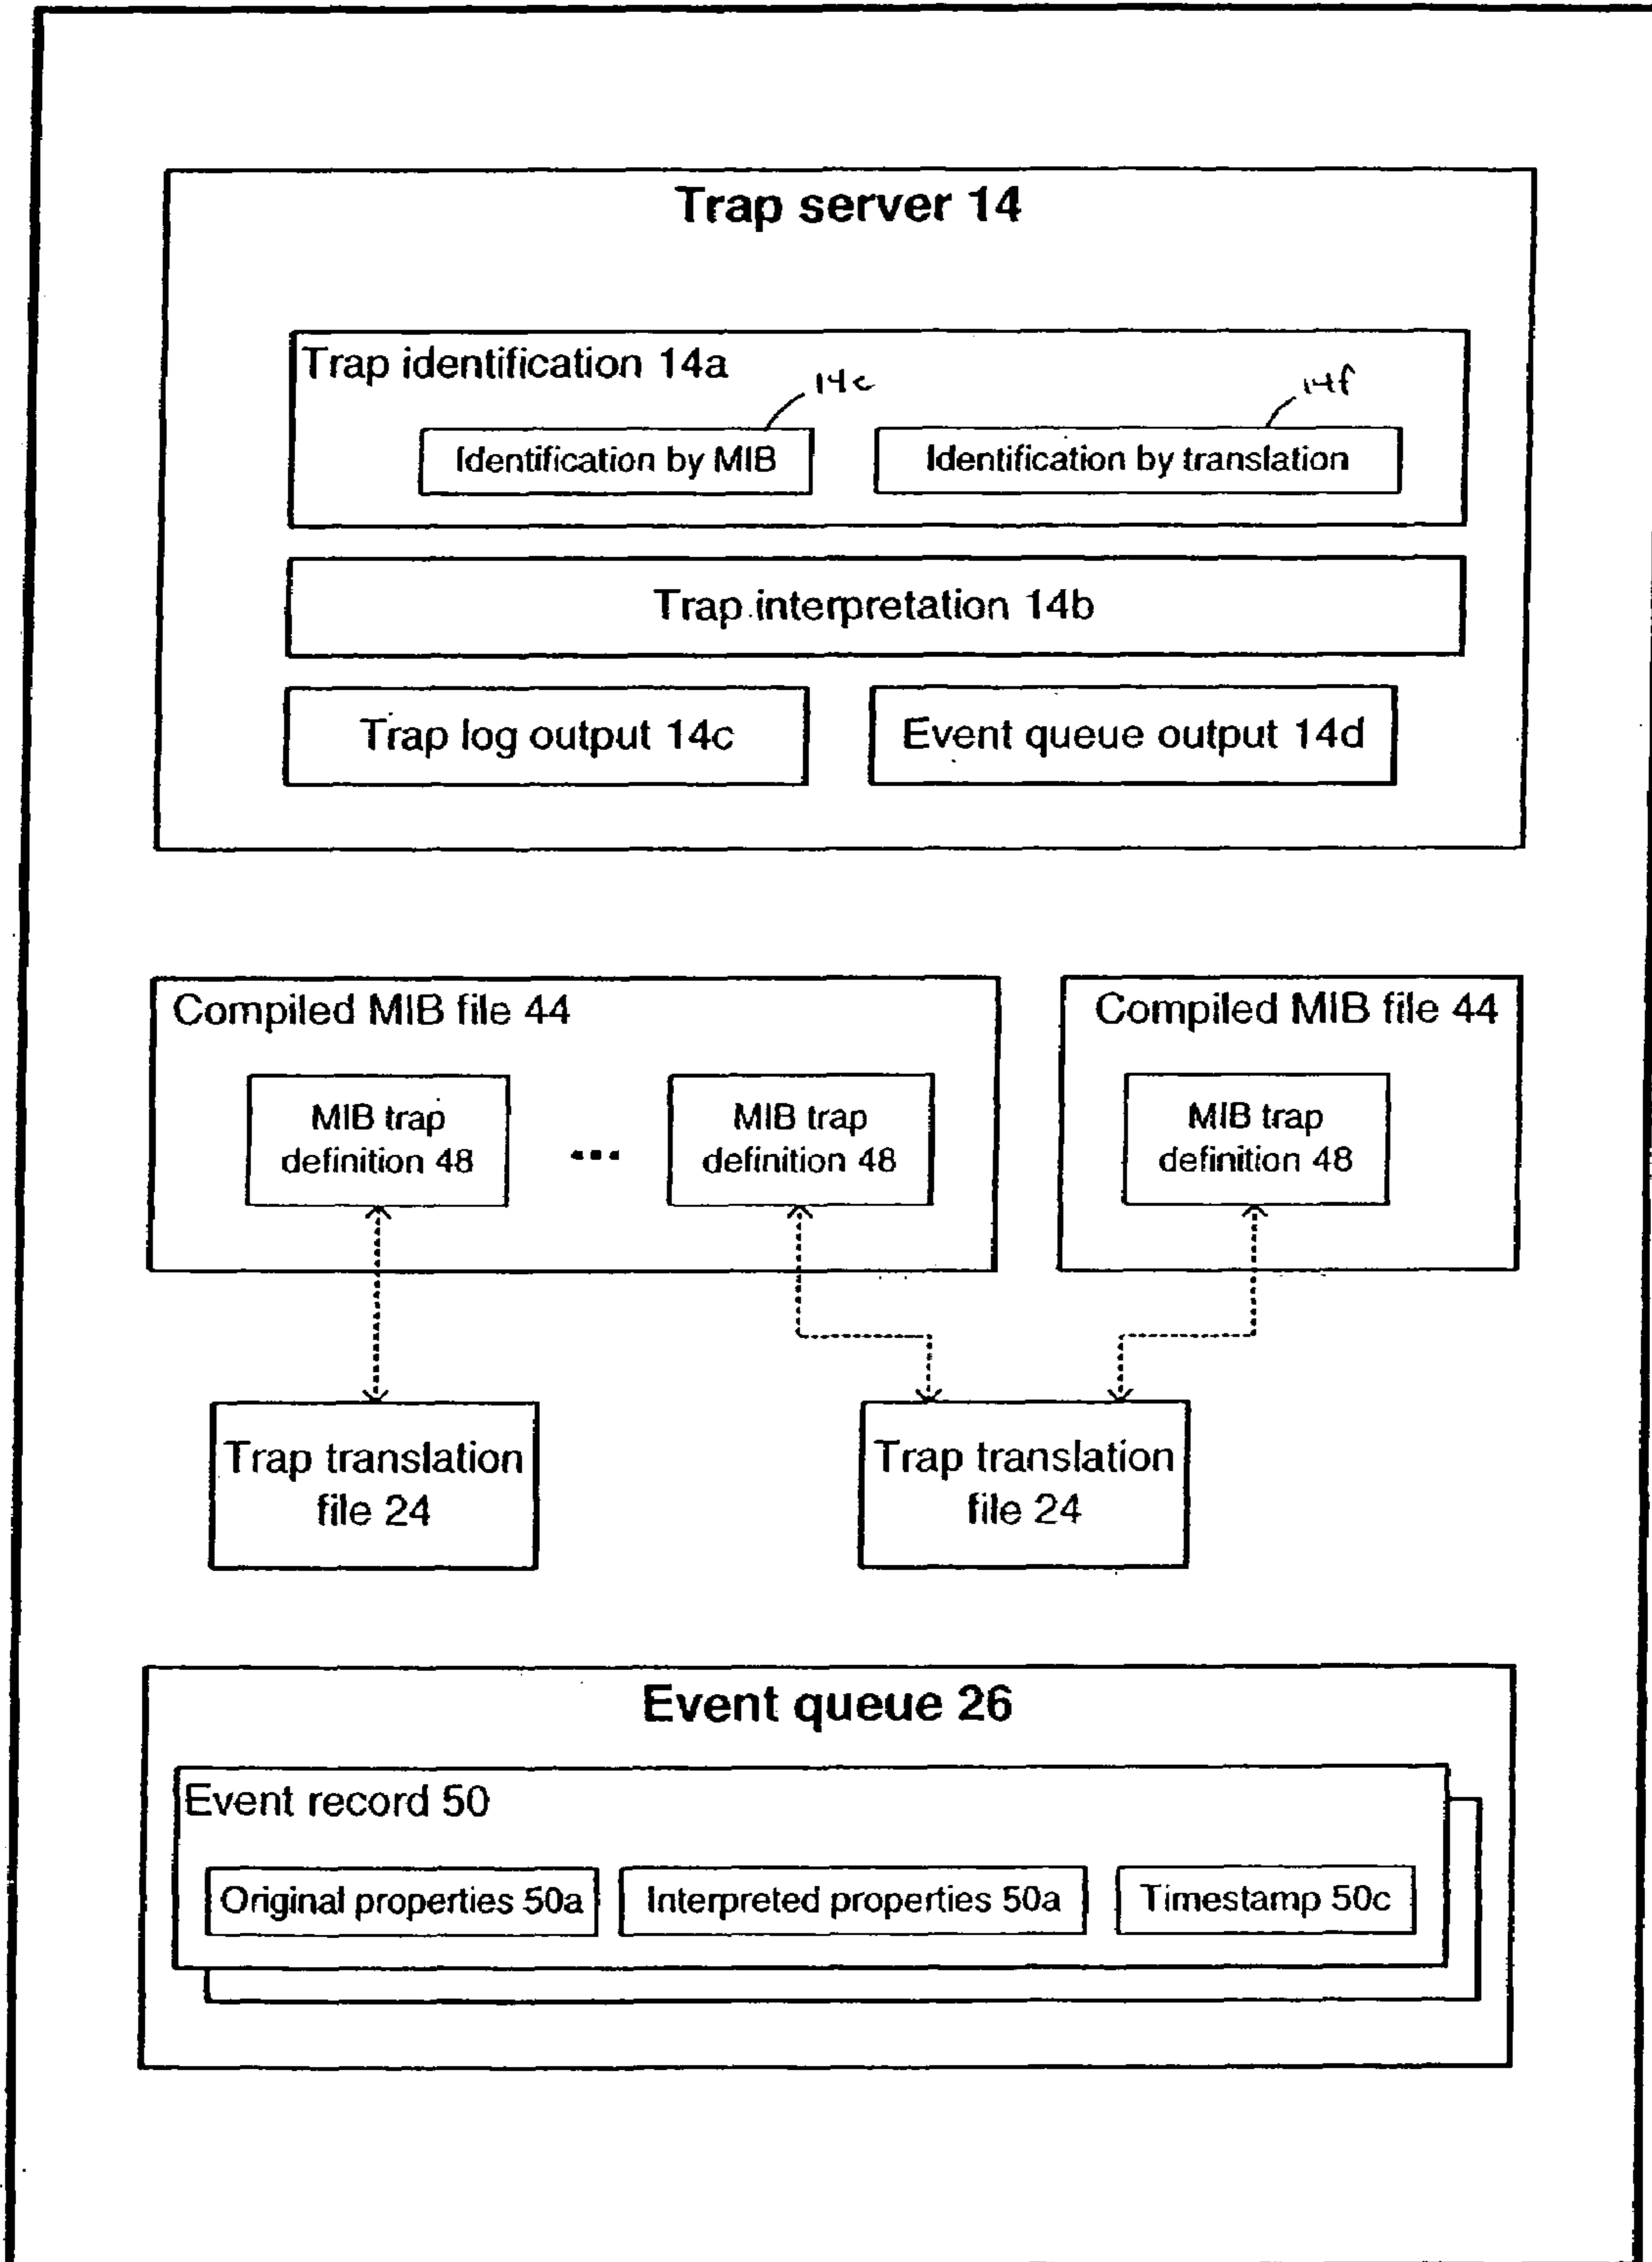 Trap server 14
Trap identification 14a
14e
14f
Identification by MIB
Identification by translation
Trap interpretation 14b
Trap log output 14c
Event queue output 14d
Compiled MIB file 44
Compiled MIB file 44
MIB trap
definition 48
...
MIB trap
definition 48
MIB trap
definition 48
Trap translation
file 24
Trap translation
file 24
Event queue 26
Event record 50
Original properties 50a
Interpreted properties 50a
Timestamp 50c